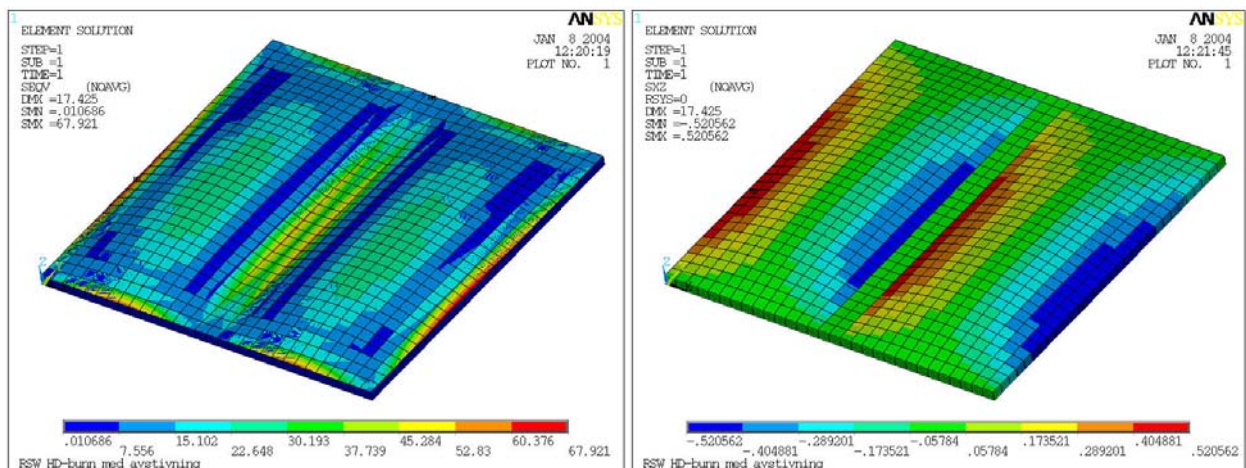 1
ANSYS
ELEMENT SOLUTION
JAN 8 2004
12:20:19
PLOT NO. 1
STEP=1
SUB =1
TIME=1
SEQV (NOAVG)
DMX =17.425
SMN =.010686
SMX =67.921
Z
.010686 15.102 30.193 45.284 60.376
7.556 22.648 37.739 52.83 67.921
RSW HD-bunn med avstivning
1
ANSYS
ELEMENT SOLUTION
JAN 8 2004
12:21:45
PLOT NO. 1
STEP=1
SUB =1
TIME=1
SXZ (NOAVG)
RSYS=0
DMX =17.425
SMN =-.520562
SMX =.520562
Z
-.520562 -.289201 -.05784 .173521 .404881
-.404881 -.173521 .05784 .289201 .520562
RSW HD-bunn med avstivning